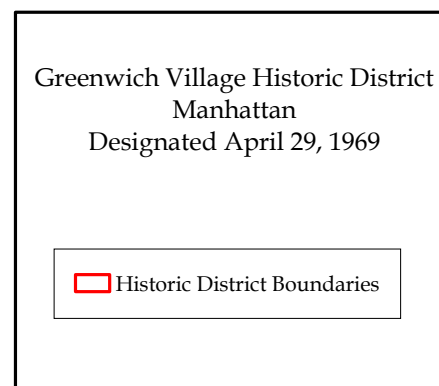 Greenwich Village Historic District
Manhattan
Designated April 29, 1969
Historic District Boundaries